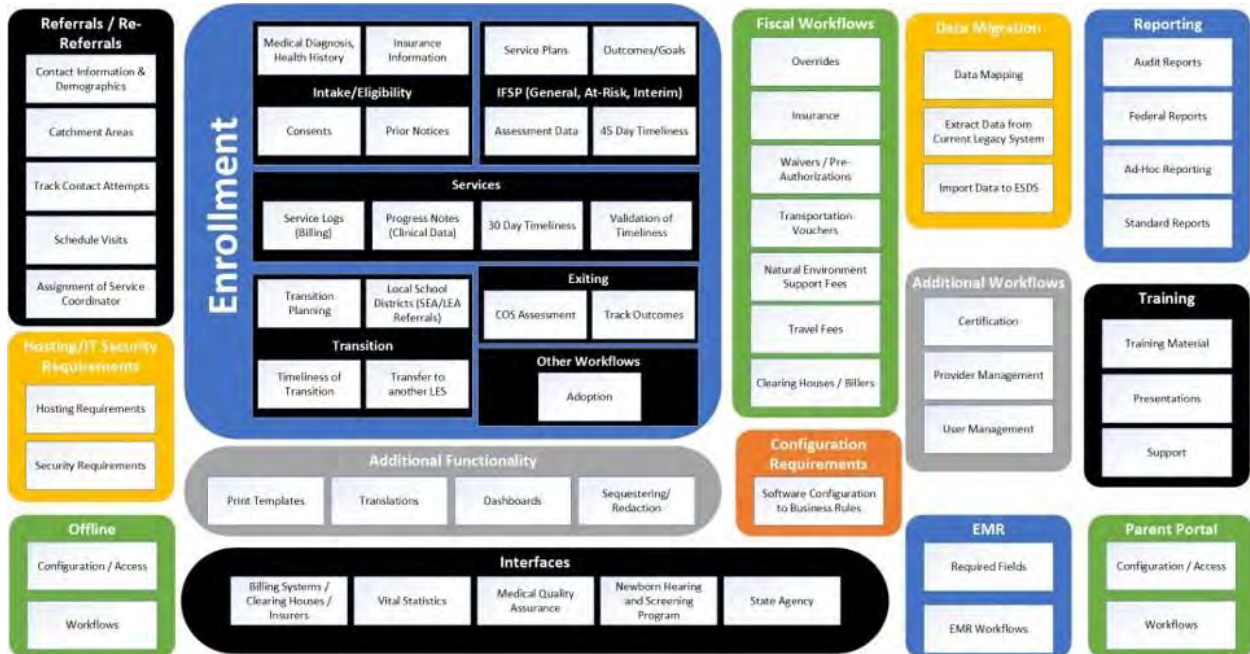 Referrals / Re-
Referrals
Contact Information &
Demographics
Catchment Areas
Track Contact Attempts
Schedule Visits
Assignment of Service
Coordinator
Hosting/IT Security
Requirements
Hosting Requirements
Security Requirements
Offline
Configuration / Access
Workflows
Enrollment
Medical Diagnosis,
Health History
Insurance
Information
Intake/Eligibility
Consents
Prior Notices
Service Plans
Outcomes/Goals
IFSP (General, At-Risk, Interim)
Assessment Data
45 Day Timeliness
Services
Service Logs
(Billing)
Progress Notes
(Clinical Data)
30 Day Timeliness
Validation of
Timeliness
Transition
Planning
Local School
Districts (SEA/LEA
Referrals)
Transition
Timeliness of
Transition
Transfer to
another LES
Exiting
COS Assessment
Track Outcomes
Other Workflows
Adoption
Additional Functionality
Print Templates
Translations
Dashboards
Sequestering/
Redaction
Interfaces
Billing Systems /
Clearing Houses /
Insurers
Vital Statistics
Medical Quality
Assurance
Newborn Hearing
and Screening
Program
State Agency
Fiscal Workflows
Overrides
Insurance
Waivers / Pre-
Authorizations
Transportation
Vouchers
Natural Environment
Support Fees
Travel Fees
Clearing Houses / Billers
Configuration
Requirements
Software Configuration
to Business Rules
Data Migration
Data Mapping
Extract Data from
Current Legacy System
Import Data to ESDS
Additional Workflows
Certification
Provider Management
User Management
EMR
Required Fields
EMR Workflows
Reporting
Audit Reports
Federal Reports
Ad-Hoc Reporting
Standard Reports
Training
Training Material
Presentations
Support
Parent Portal
Configuration / Access
Workflows